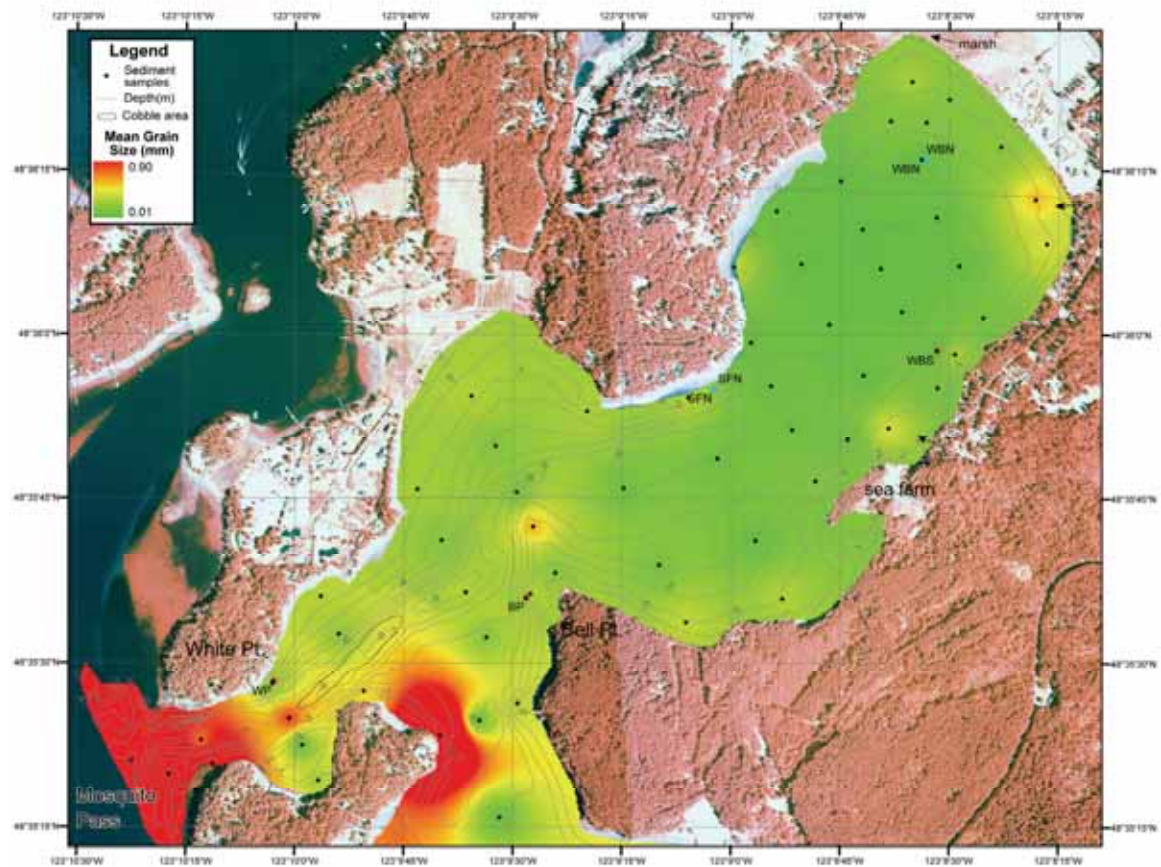 123°10'30"W 123°10'15"W 123°10'0"W 123°9'45"W 123°9'30"W 123°9'15"W 123°9'0"W 123°8'45"W 123°8'30"W 123°8'15"W
Legend
Sediment
samples
Depth(m)
Cobble area
Mean Grain
Size (mm)
0.90
0.01
marsh
WBN
WBN
48°36'15"N 48°36'15"N
48°36'0"N 48°36'0"N
WBS
SFN
SFN
48°35'45"N 48°35'45"N
sea farm
BP
Bell Pt.
White Pt.
48°35'30"N 48°35'30"N
WP
Mosquito
Pass
48°35'15"N 48°35'15"N
123°10'30"W 123°10'15"W 123°10'0"W 123°9'45"W 123°9'30"W 123°9'15"W 123°9'0"W 123°8'45"W 123°8'30"W 123°8'15"W